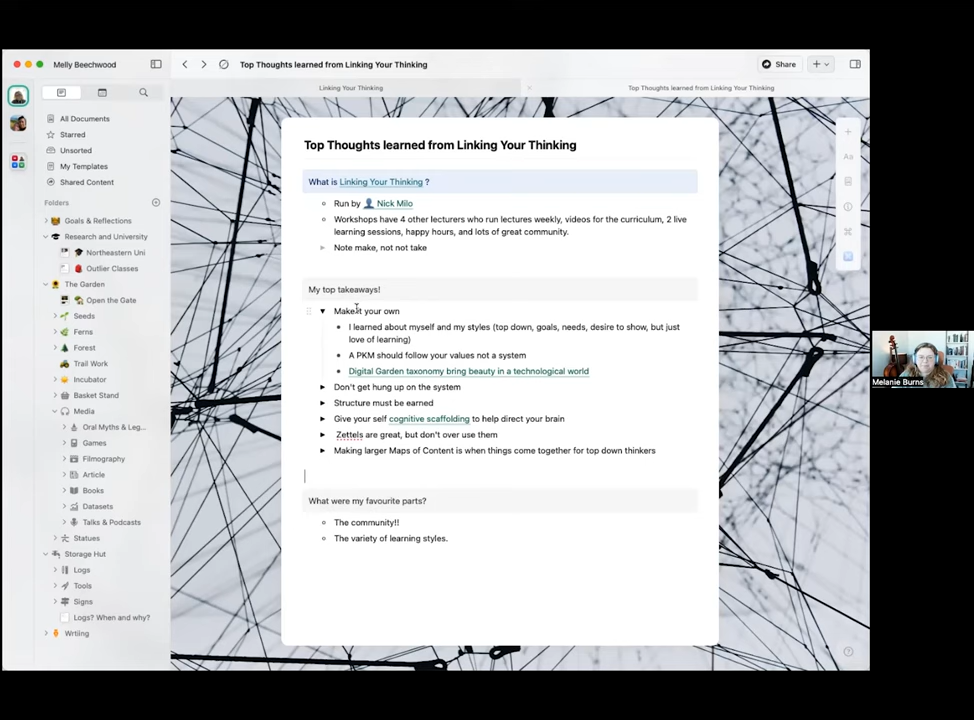 Melly Beechwood
Top Thoughts learned from Linking Your Thinking
Share
Linking Your Thinking
Top Thoughts learned from Linking Your Thinking
All Documents
Starred
Unsorted
My Templates
Shared Content
Folders
Goals & Reflections
Research and University
Northeastern Uni
Outlier Classes
The Garden
Open the Gate
Seeds
Ferns
Forest
Trail Work
Incubator
Basket Stand
Media
Oral Myths & Leg...
Games
Filmography
Article
Books
Datasets
Talks & Podcasts
Statues
Storage Hut
Logs
Tools
Signs
Logs? When and why?
Writing
Top Thoughts learned from Linking Your Thinking
What is Linking Your Thinking ?
Run by Nick Milo
Workshops have 4 other lecturers who run lectures weekly, videos for the curriculum, 2 live
learning sessions, happy hours, and lots of great community.
Note make, not not take
My top takeaways!
Make it your own
I learned about myself and my styles (top down, goals, needs, desire to show, but just
love of learning)
A PKM should follow your values not a system
Digital Garden taxonomy bring beauty in a technological world
Don't get hung up on the system
Structure must be earned
Give your self cognitive scaffolding to help direct your brain
Zettels are great, but don't over use them
Making larger Maps of Content is when things come together for top down thinkers
What were my favourite parts?
The community!!
The variety of learning styles.
Aa
Melanie Burns